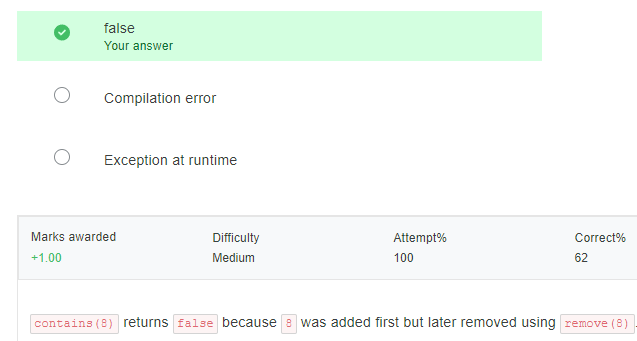 false
Your answer
Compilation error
Exception at runtime
Marks awarded Difficulty Attempt% Correct%
+1.00 Medium 100 62
contains(8) returns false because 8 was added first but later removed using remove(8).